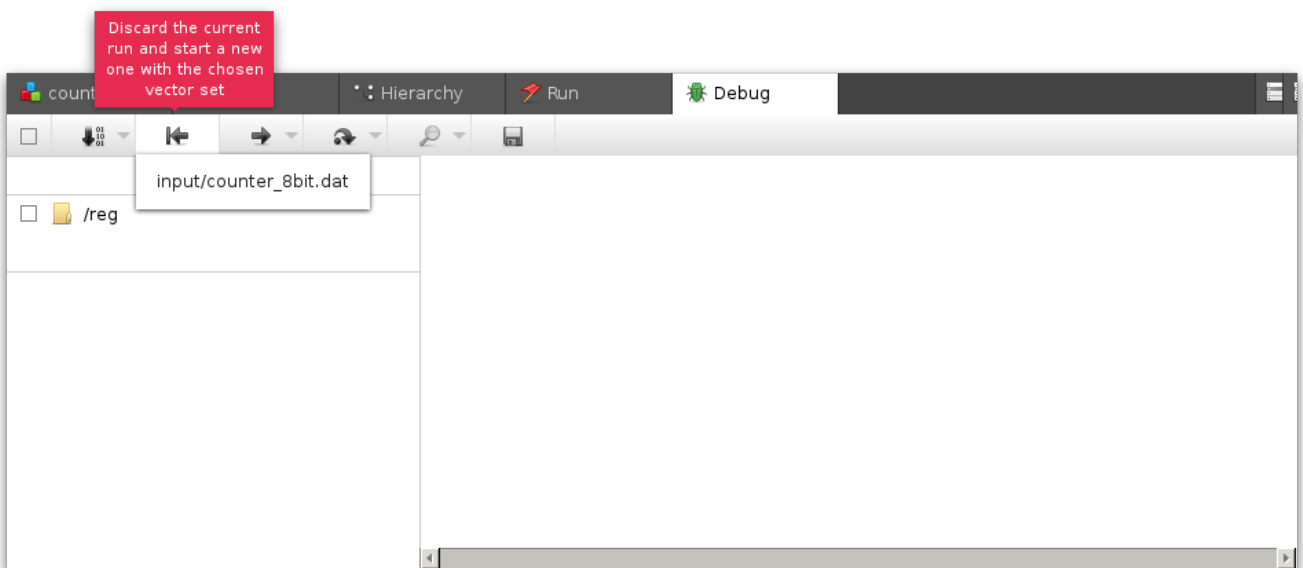 Discard the current
run and start a new
one with the chosen
vector set
Hierarchy
Run
Debug
input/counter_8bit.dat
/reg